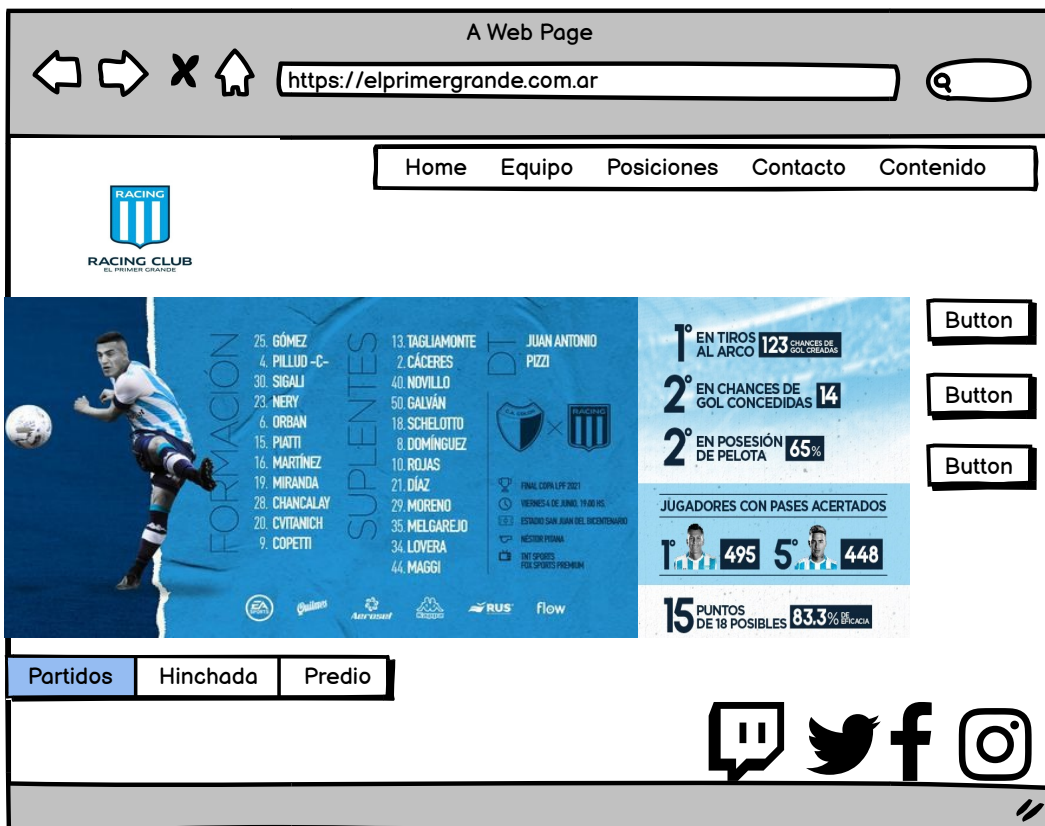 A Web Page
https://elprimergrande.com.ar
Home Equipo Posiciones Contacto Contenido
RACING
RACING CLUB
EL PRIMER GRANDE
FORMACIÓN
25. GÓMEZ
4. PILLUD -C-
30. SIGALI
23. NERY
6. ORBAN
15. PIATTI
16. MARTÍNEZ
19. MIRANDA
28. CHANCALAY
20. CVITANICH
9. COPETTI
SUPLENTES
13. TAGLIAMONTE
2. CÁCERES
40. NOVILLO
50. GALVÁN
18. SCHELOTTO
8. DOMÍNGUEZ
10. ROJAS
21. DÍAZ
29. MORENO
35. MELGAREJO
34. LOVERA
44. MAGGI
DT
JUAN ANTONIO
PIZZI
C.A. COLON
X
RACING
FINAL COPA LPF 2021
VIERNES 4 DE JUNIO, 19:00 HS.
ESTADIO SAN JUAN DEL BICENTENARIO
NÉSTOR PITANA
TNT SPORTS
FOX SPORTS PREMIUM
EA
SPORTS
Quilmes
Aeroset
Kappa
RUS
flow
1° EN TIROS
AL ARCO 123 CHANCES DE
GOL CREADAS
2° EN CHANCES DE
GOL CONCEDIDAS 14
2° EN POSESIÓN
DE PELOTA 65%
JUGADORES CON PASES ACERTADOS
1° 495 5° 448
15 PUNTOS
DE 18 POSIBLES 83.3% DE
EFICACIA
Button
Button
Button
Partidos Hinchada Predio